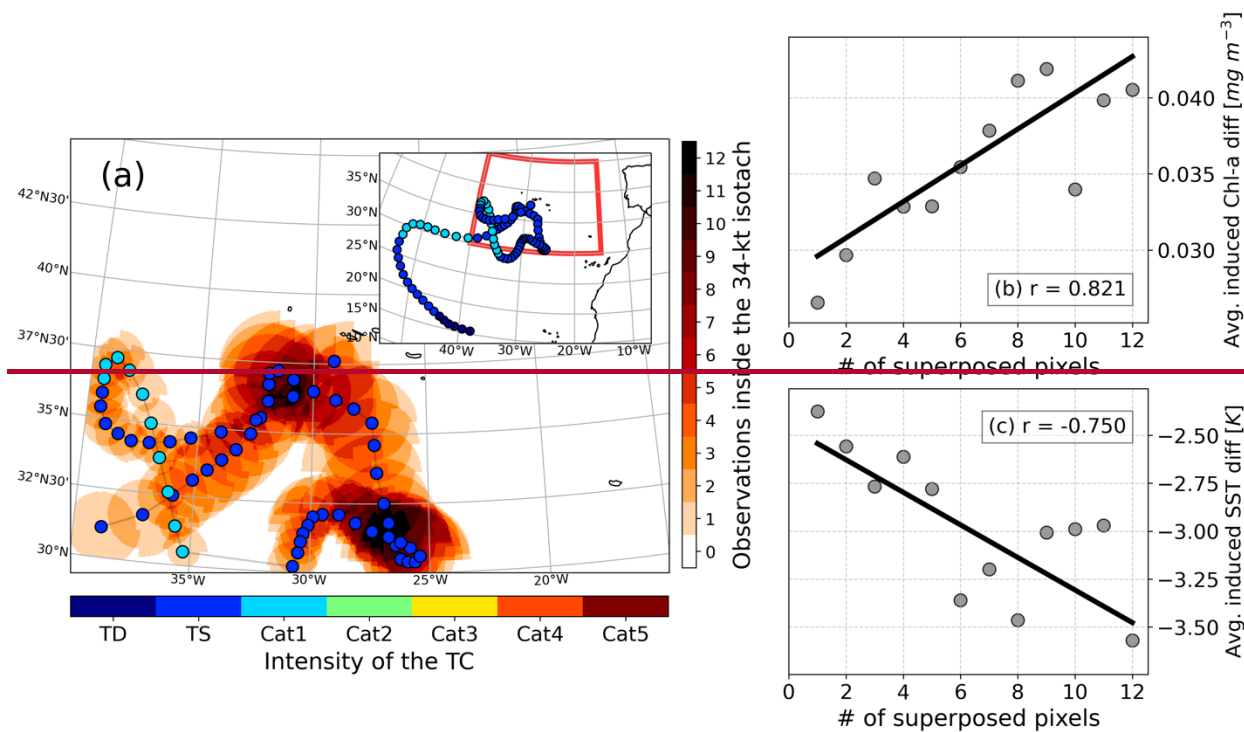 (a)
42°N30'
40°N
37°N30'
35°N
32°N30'
30°N
35°W
30°W
25°W
20°W
35°N
30°N
25°N
20°N
15°N
10°N
40°W
30°W
20°W
10°W
12
11
10
9
8
7
6
5
4
3
2
1
0
Observations inside the 34-kt isotach
TD TS Cat1 Cat2 Cat3 Cat4 Cat5
Intensity of the TC
(b) r = 0.821
0.040
0.035
0.030
Avg. induced Chl-a diff [mg m⁻³]
0 2 4 6 8 10 12
# of superposed pixels
(c) r = -0.750
−2.50
−2.75
−3.00
−3.25
−3.50
Avg. induced SST diff [K]
0 2 4 6 8 10 12
# of superposed pixels